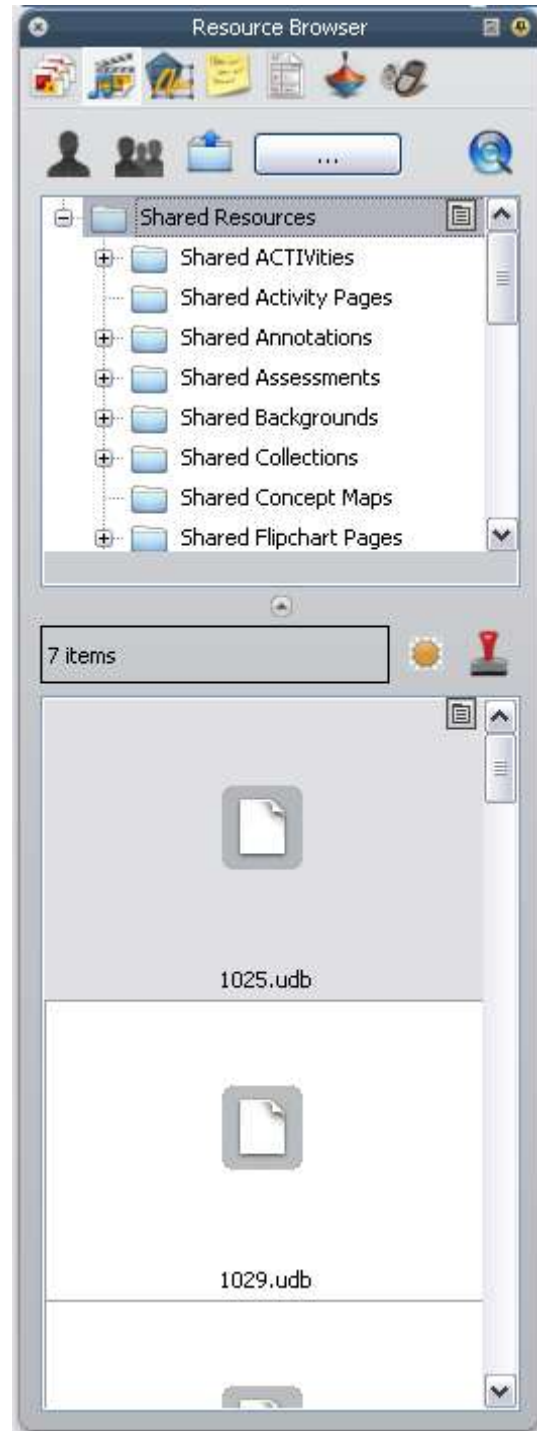 Resource Browser
...
Shared Resources
Shared ACTIVities
Shared Activity Pages
Shared Annotations
Shared Assessments
Shared Backgrounds
Shared Collections
Shared Concept Maps
Shared Flipchart Pages
7 items
1025.udb
1029.udb